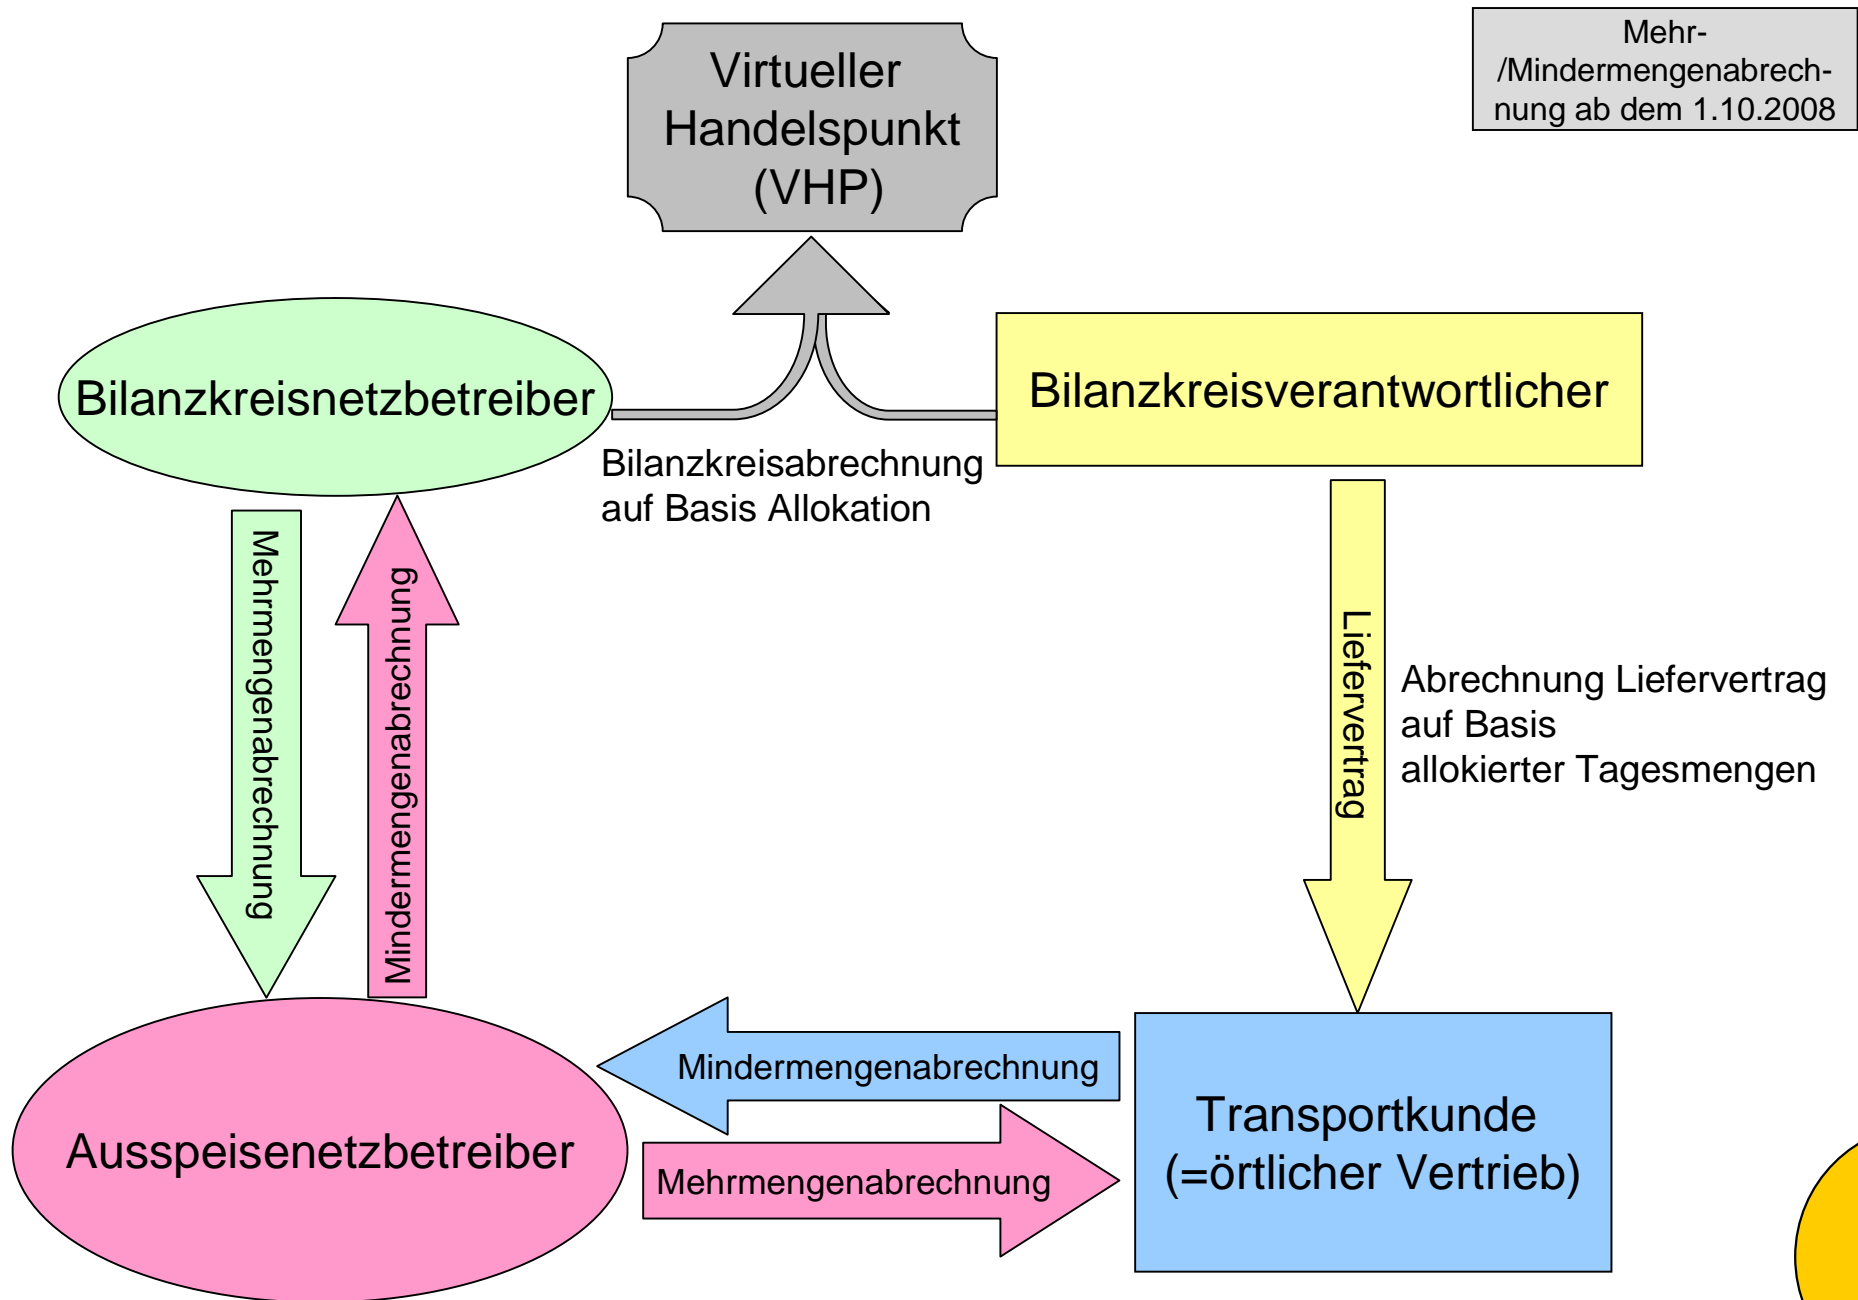 Virtueller
Handelspunkt
(VHP)
Mehr-
/Mindermengenabrech-
nung ab dem 1.10.2008
Bilanzkreisnetzbetreiber
Bilanzkreisverantwortlicher
Bilanzkreisabrechnung
auf Basis Allokation
Mehrmengenabrechnung
Mindermengenabrechnung
Liefervertrag
Abrechnung Liefervertrag
auf Basis
allokierter Tagesmengen
Mindermengenabrechnung
Mehrmengenabrechnung
Ausspeisenetzbetreiber
Transportkunde
(=örtlicher Vertrieb)